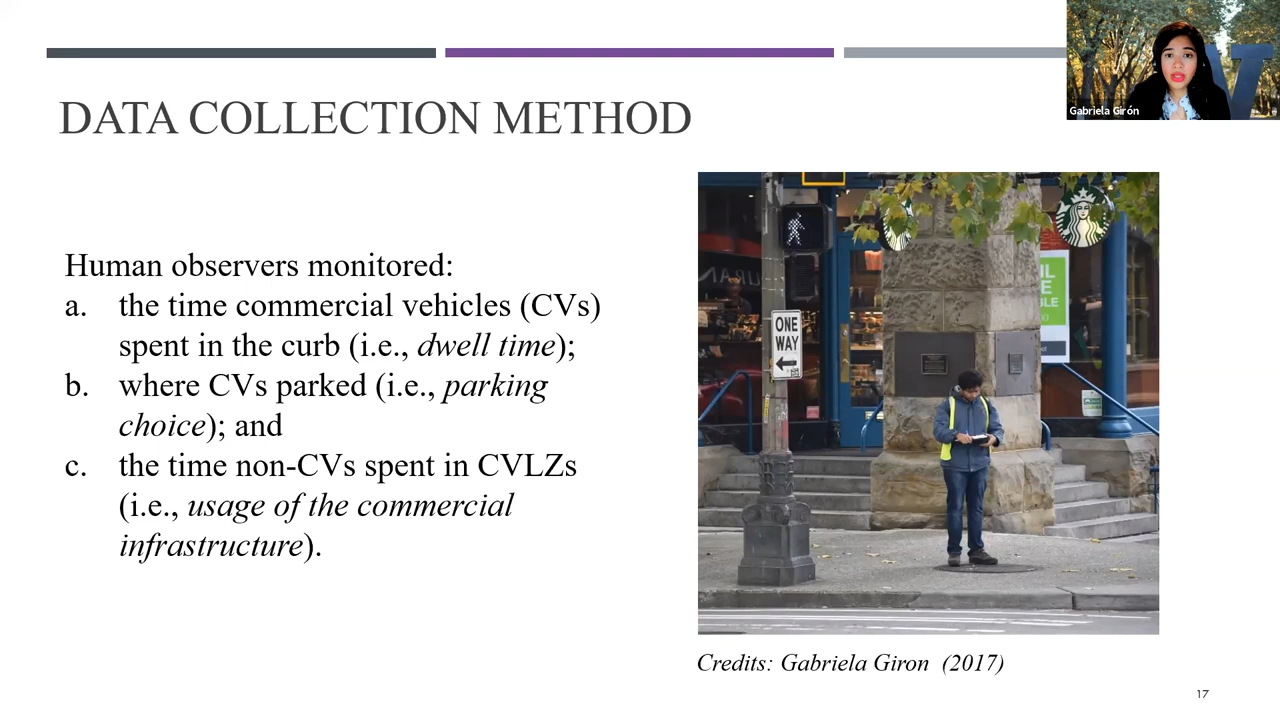 Gabriela Girón
DATA COLLECTION METHOD
Human observers monitored:
a. the time commercial vehicles (CVs)
spent in the curb (i.e., dwell time);
b. where CVs parked (i.e., parking
choice); and
c. the time non-CVs spent in CVLZs
(i.e., usage of the commercial
infrastructure).
ONE
WAY
Credits: Gabriela Giron (2017)
17